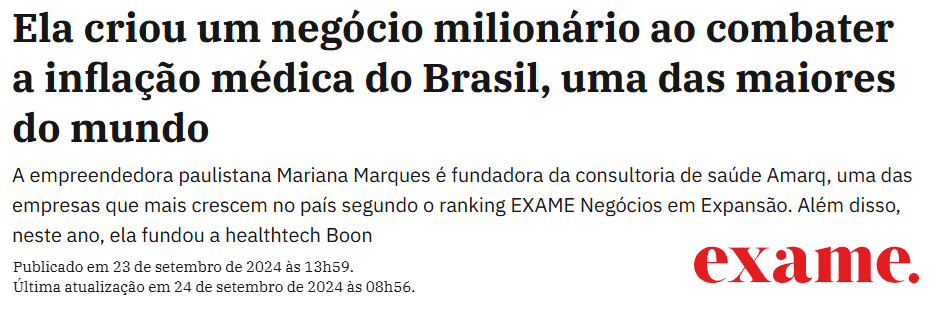 Ela criou um negócio milionário ao combater
a inflação médica do Brasil, uma das maiores
do mundo
A empreendedora paulistana Mariana Marques é fundadora da consultoria de saúde Amarq, uma das
empresas que mais crescem no país segundo o ranking EXAME Negócios em Expansão. Além disso,
neste ano, ela fundou a healthtech Boon
Publicado em 23 de setembro de 2024 às 13h59.
Última atualização em 24 de setembro de 2024 às 08h56.
exame.